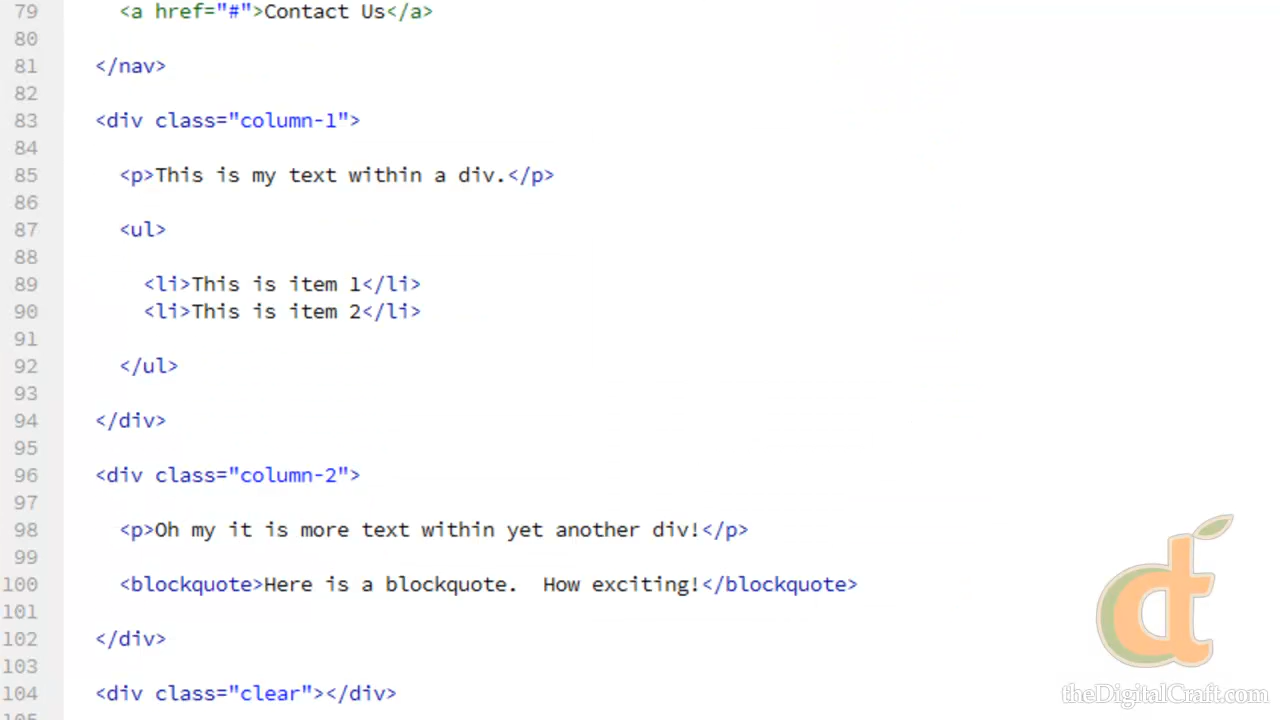 79 <a href="#">Contact Us</a>
80
81 </nav>
82
83 <div class="column-1">
84
85 <p>This is my text within a div.</p>
86
87 <ul>
88
89 <li>This is item 1</li>
90 <li>This is item 2</li>
91
92 </ul>
93
94 </div>
95
96 <div class="column-2">
97
98 <p>Oh my it is more text within yet another div!</p>
99
100 <blockquote>Here is a blockquote.  How exciting!</blockquote>
101
102 </div>
103
104 <div class="clear"></div>
105
theDigitalCraft.com